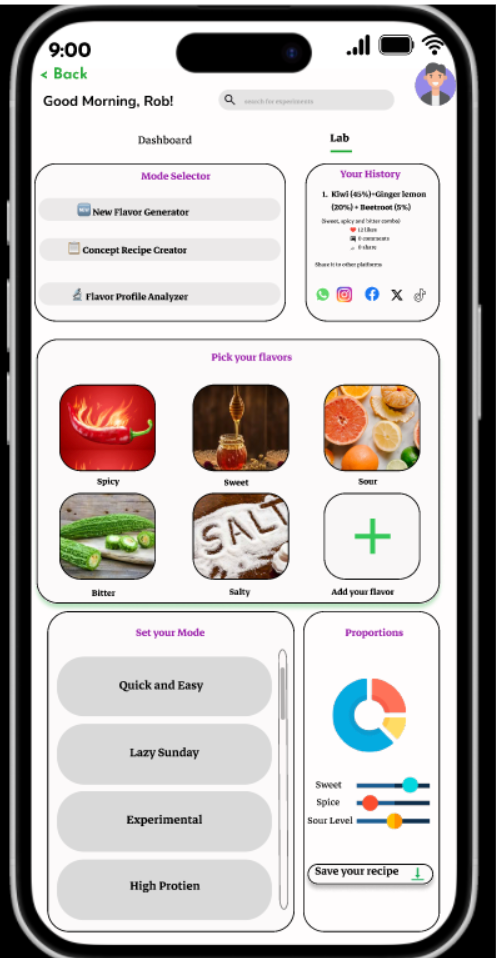 9:00
< Back
Good Morning, Rob!
search for experiments
Dashboard
Lab
Mode Selector
NEW New Flavor Generator
Concept Recipe Creator
Flavor Profile Analyzer
Your History
1. Kiwi (45%)+Ginger lemon
(20%) + Beetroot (5%)
(sweet, spicy and bitter combo)
12 likes
0 comments
0 share
Share it to other platforms
Pick your flavors
Spicy
Sweet
Sour
SALT
Bitter
Salty
Add your flavor
Set your Mode
Quick and Easy
Lazy Sunday
Experimental
High Protien
Proportions
Sweet
Spice
Sour Level
Save your recipe